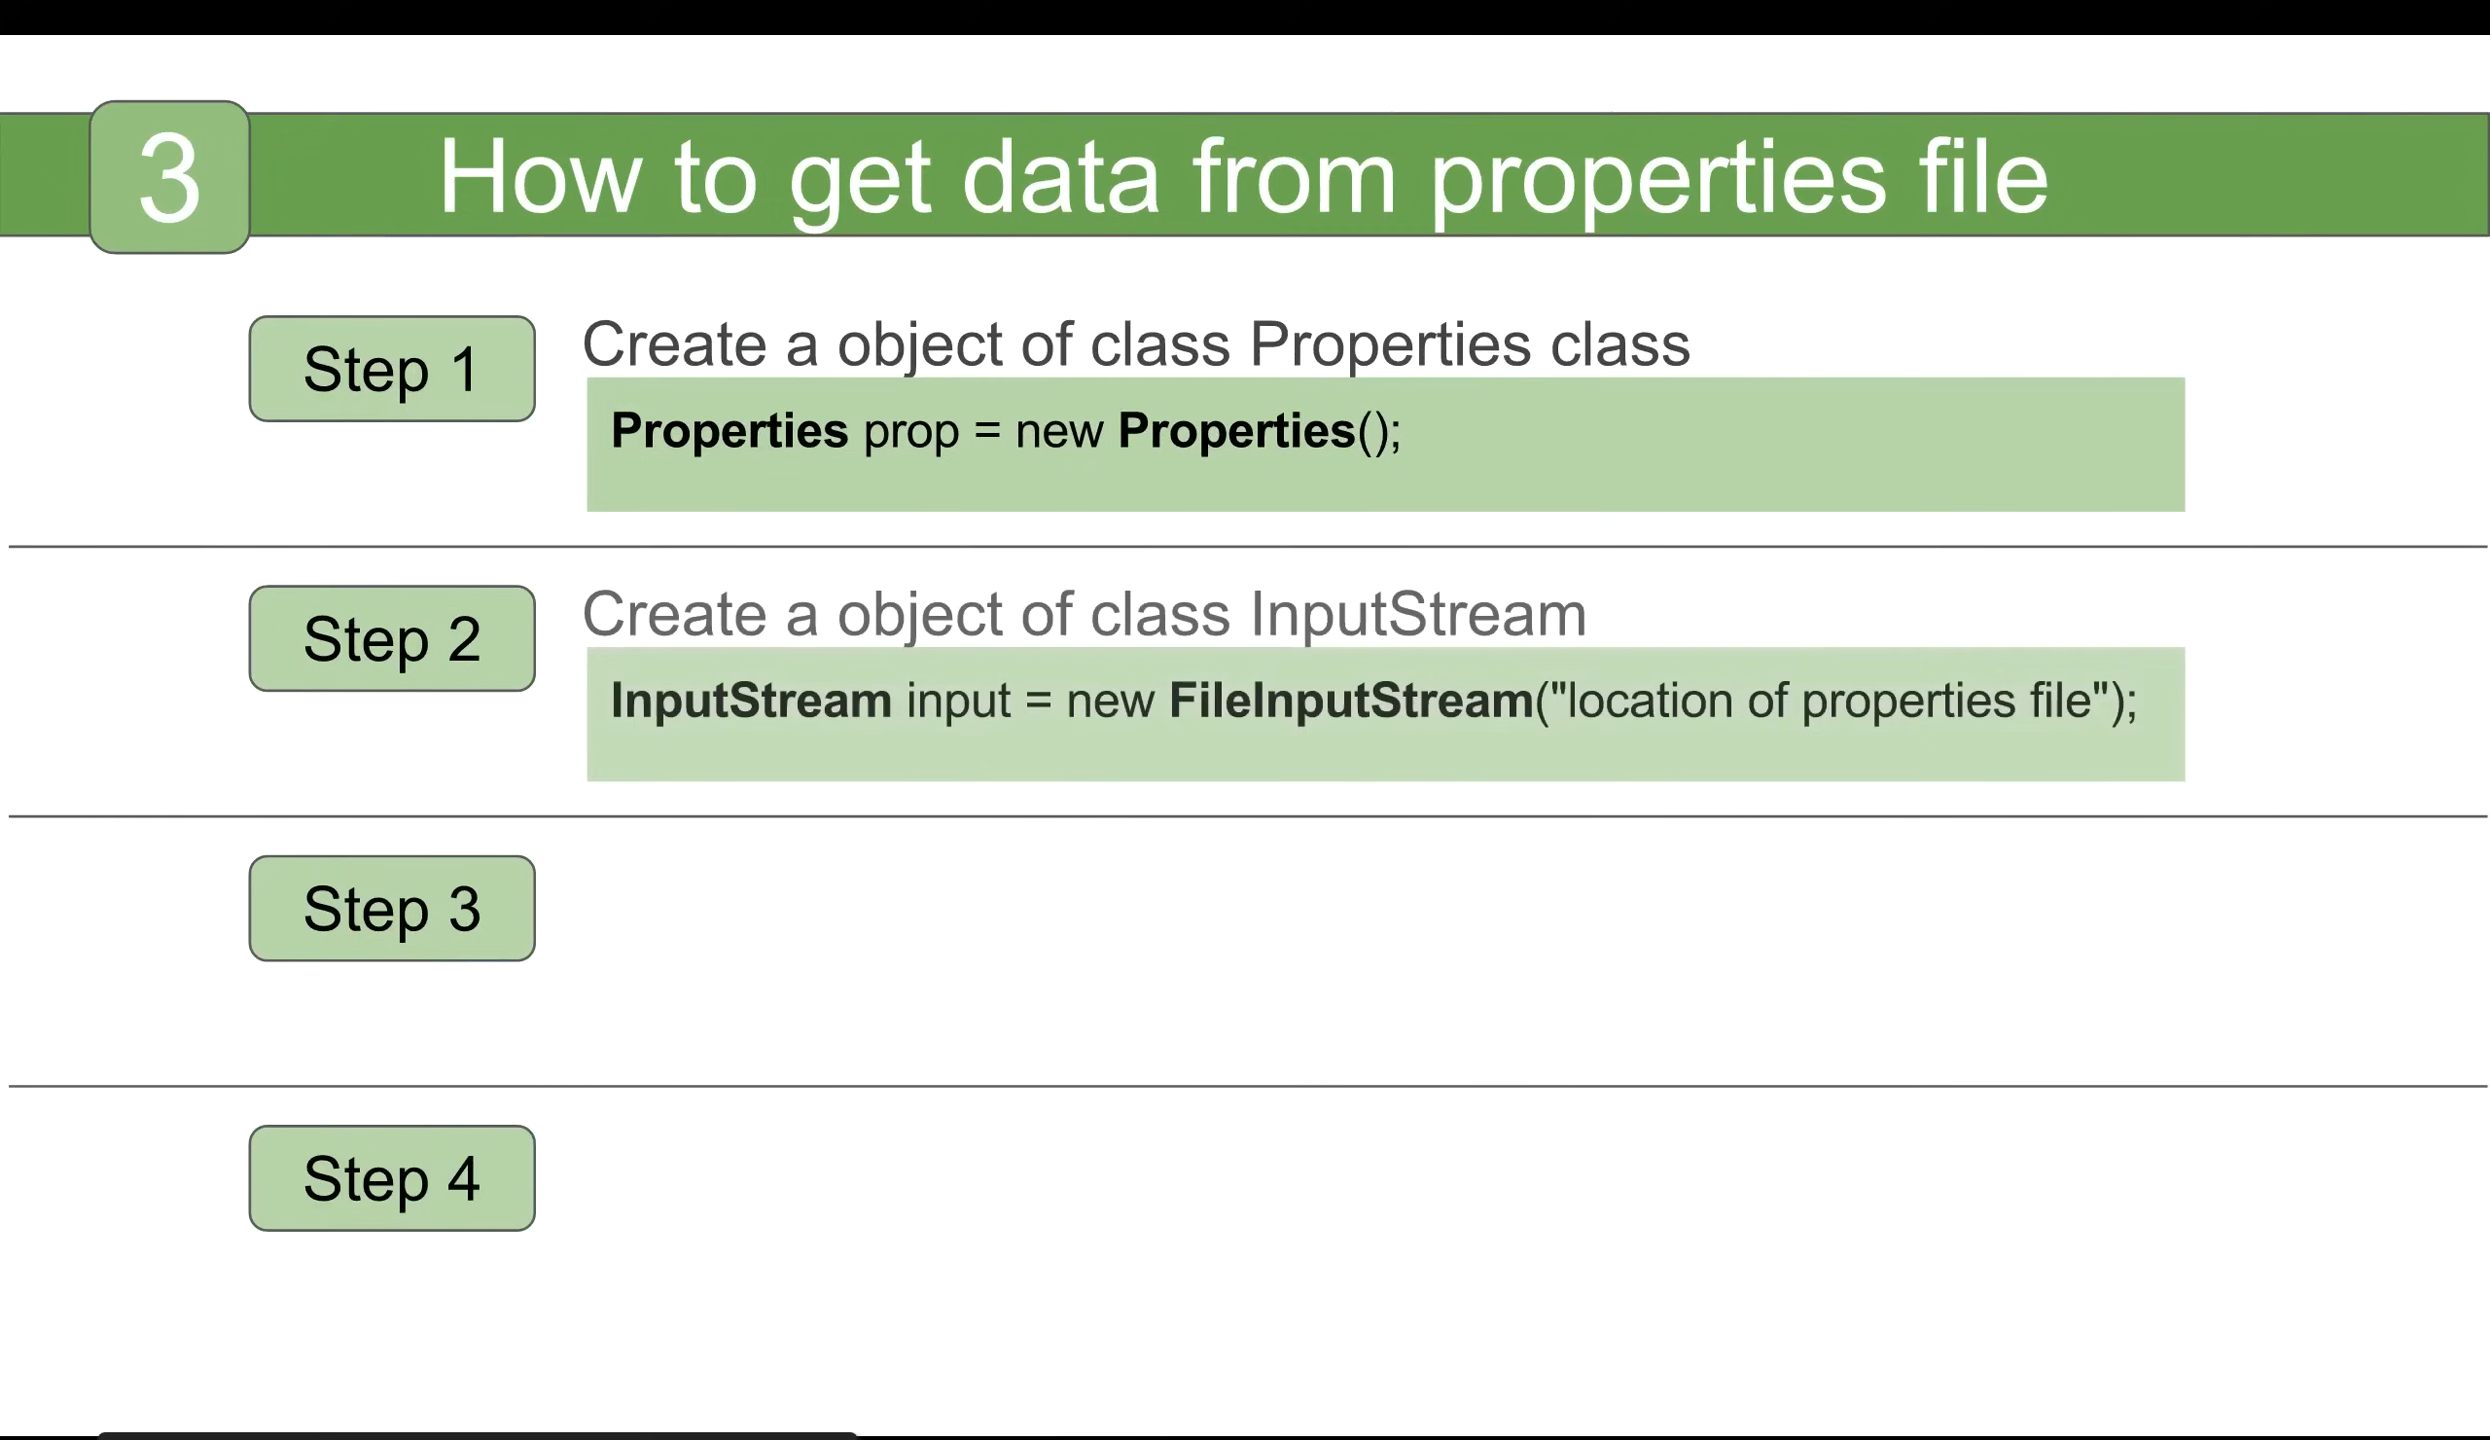 3
How to get data from properties file
Step 1
Create a object of class Properties class
Properties prop = new Properties();
Step 2
Create a object of class InputStream
InputStream input = new FileInputStream("location of properties file");
Step 3
Step 4